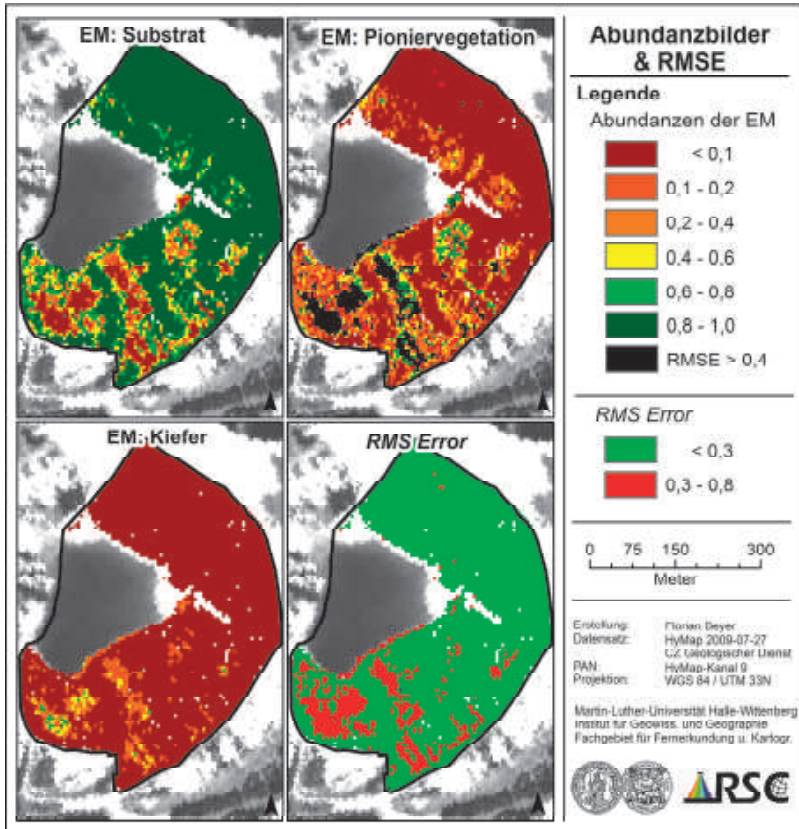 EM: Substrat
EM: Pioniervegetation
EM: Kiefer
RMS Error
Abundanzbilder
& RMSE
Legende
Abundanzen der EM
< 0,1
0,1 - 0,2
0,2 - 0,4
0,4 - 0,6
0,6 - 0,8
0,8 - 1,0
RMSE > 0,4
RMS Error
< 0,3
0,3 - 0,8
0 75 150 300
Meter
Erstellung: Florian Beyer
Datensatz: HyMap 2009-07-27
CZ Geologischer Dienst
PAN: HyMap-Kanal 9
Projektion: WGS 84 / UTM 33N
Martin-Luther-Universität Halle-Wittenberg
Institut für Geowiss. und Geographie
Fachgebiet für Fernerkundung u. Kartogr.
RSC